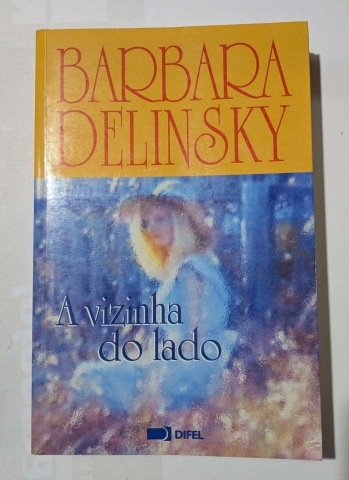 BARBARA
DELINSKY
A vizinha
do lado
DIFEL